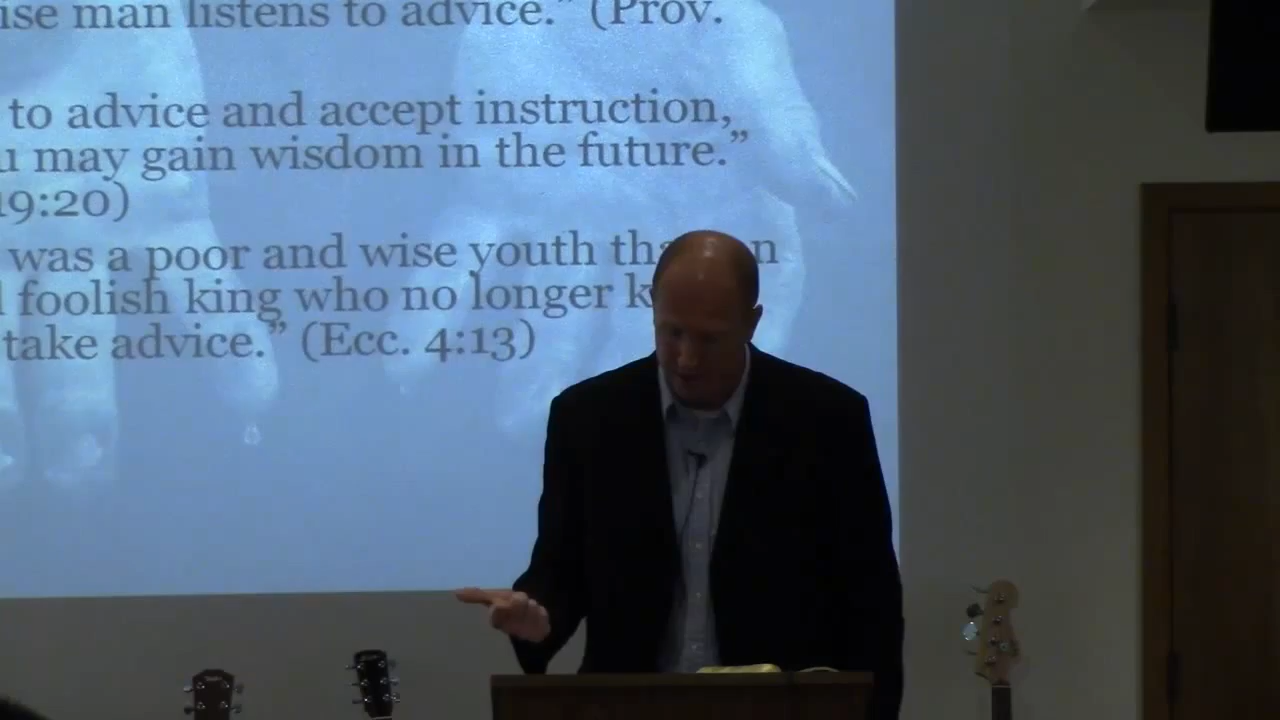 ise man listens to advice.” (Prov.
to advice and accept instruction,
u may gain wisdom in the future.”
19:20)
was a poor and wise youth tha n
foolish king who no longer k
take advice.” (Ecc. 4:13)